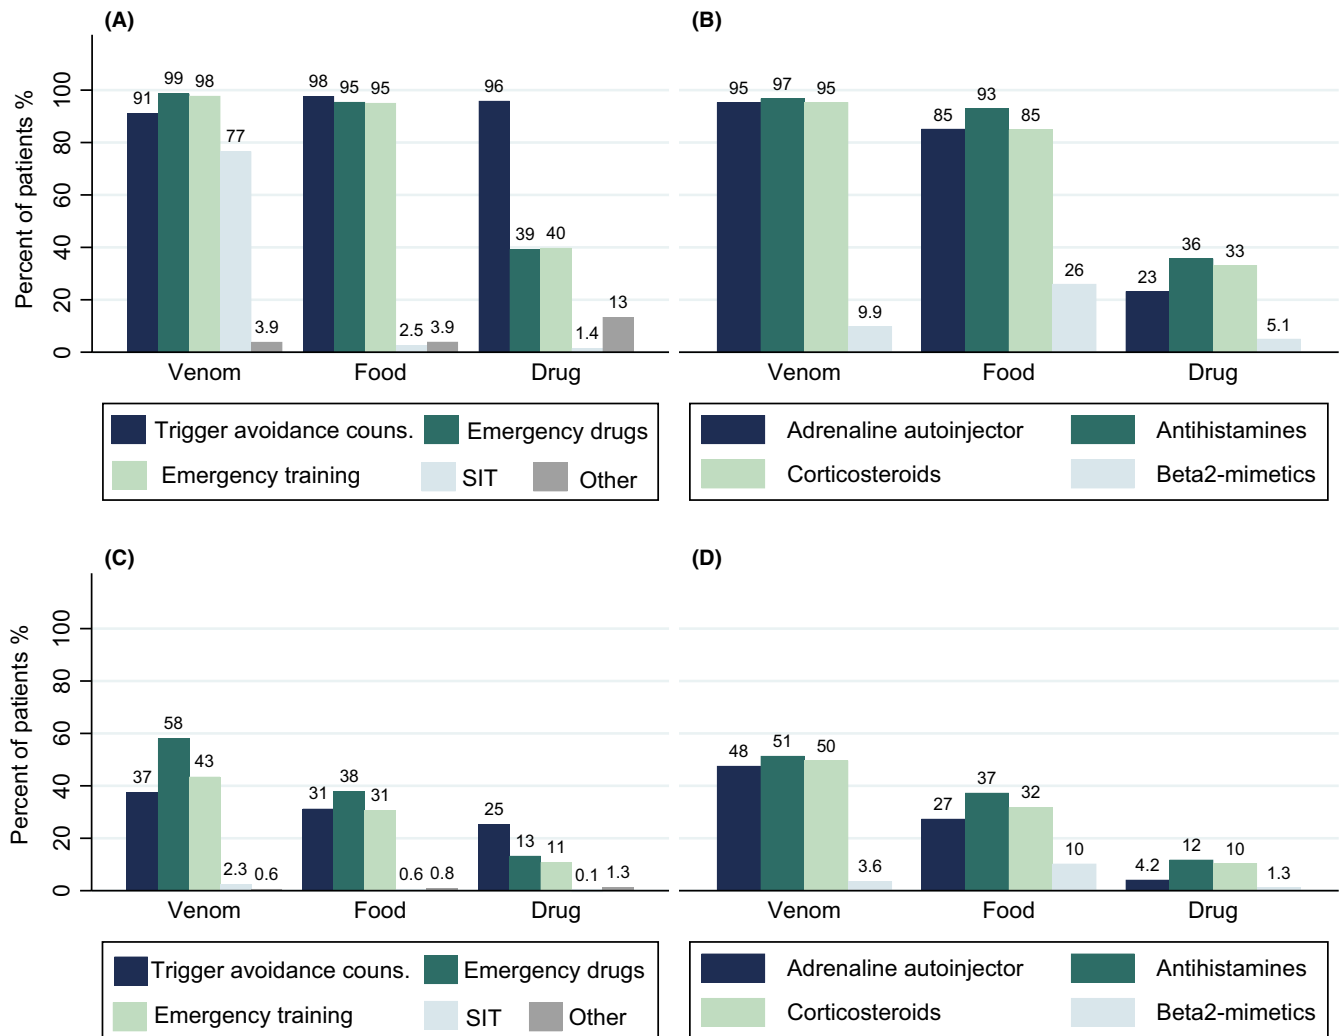 (A)
Percent of patients %
0 20 40 60 80 100
91 99 98 77 3.9
98 95 95 2.5 3.9
96 39 40 1.4 13
Venom Food Drug
Trigger avoidance couns. Emergency drugs
Emergency training SIT Other
(B)
95 97 95 9.9
85 93 85 26
23 36 33 5.1
Venom Food Drug
Adrenaline autoinjector Antihistamines
Corticosteroids Beta2-mimetics
(C)
Percent of patients %
0 20 40 60 80 100
37 58 43 2.3 0.6
31 38 31 0.6 0.8
25 13 11 0.1 1.3
Venom Food Drug
Trigger avoidance couns. Emergency drugs
Emergency training SIT Other
(D)
48 51 50 3.6
27 37 32 10
4.2 12 10 1.3
Venom Food Drug
Adrenaline autoinjector Antihistamines
Corticosteroids Beta2-mimetics